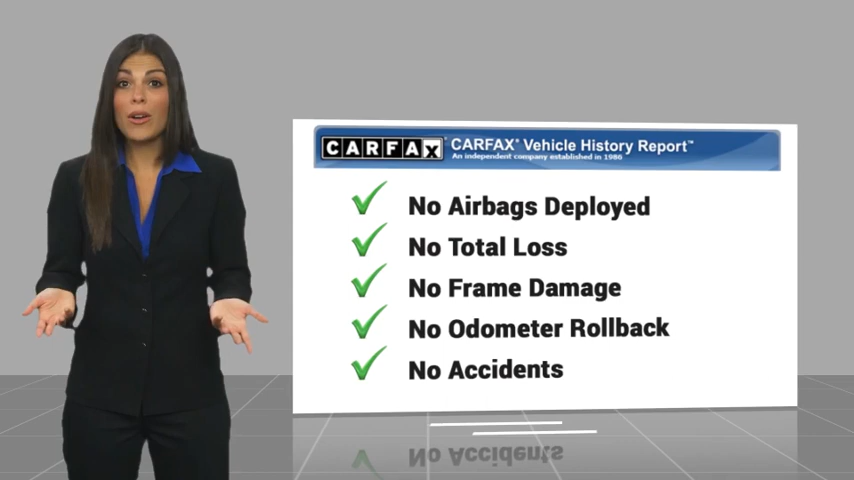 CARFAX CARFAX® Vehicle History Report™
An independent company established in 1986
No Airbags Deployed
No Total Loss
No Frame Damage
No Odometer Rollback
No Accidents
No Accidents